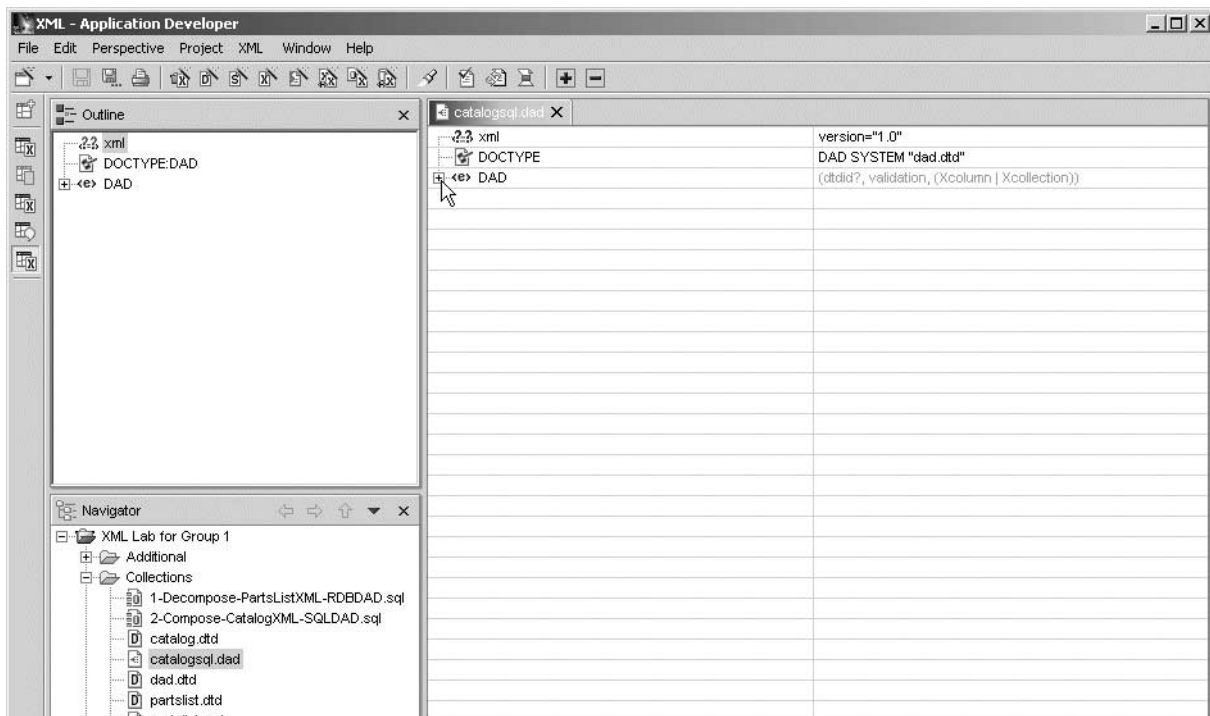 XML - Application Developer
File Edit Perspective Project XML Window Help
Outline
xml
DOCTYPE:DAD
DAD
catalogsql.dad
xml version="1.0"
DOCTYPE DAD SYSTEM "dad.dtd"
DAD (dtdid?, validation, (Xcolumn | Xcollection))
Navigator
XML Lab for Group 1
Additional
Collections
1-Decompose-PartsListXML-RDBDAD.sql
2-Compose-CatalogXML-SQLDAD.sql
catalog.dtd
catalogsql.dad
dad.dtd
partslist.dtd